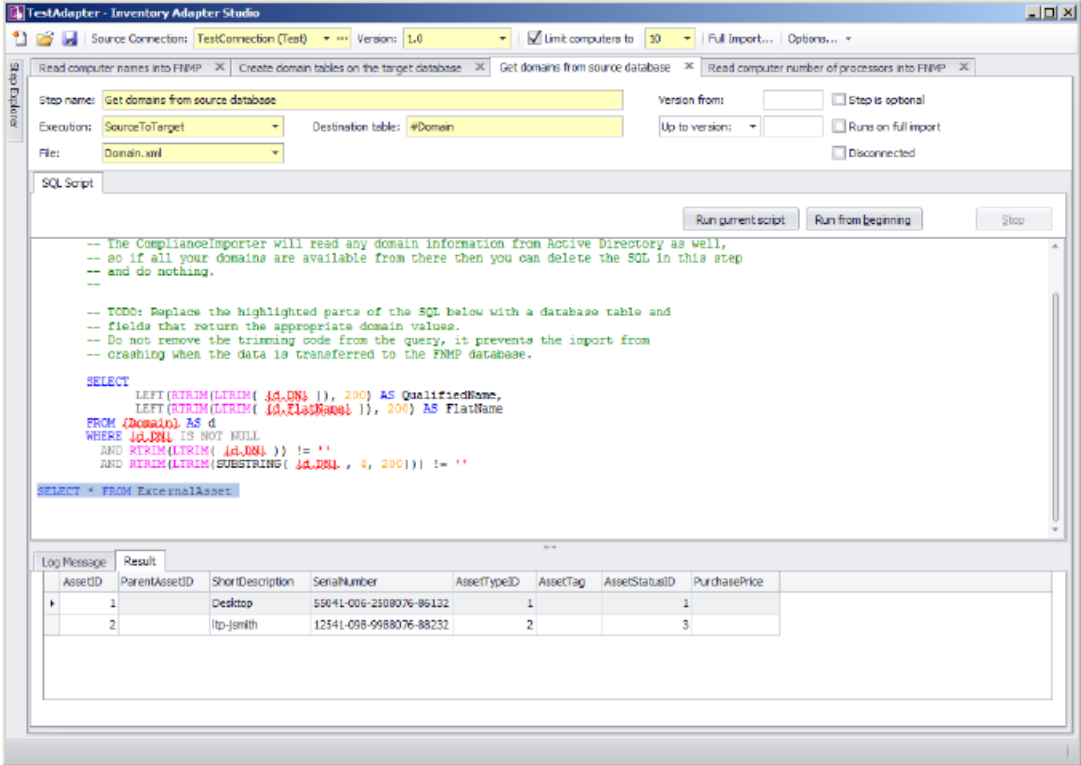 TestAdapter - Inventory Adapter Studio
Source Connection: TestConnection (Test) Version: 1.0 Limit computers to 10 Full Import... Options...
Step Explorer
Read computer names into FNMP Create domain tables on the target database Get domains from source database Read computer number of processors into FNMP
Step name: Get domains from source database Version from: Step is optional
Execution: SourceToTarget Destination table: #Domain Up to version: Runs on full import
File: Domain.xml Disconnected
SQL Script
Run current script Run from beginning Stop
-- The ComplianceImporter will read any domain information from Active Directory as well,
-- so if all your domains are available from there then you can delete the SQL in this step
-- and do nothing.
--
-- TODO: Replace the highlighted parts of the SQL below with a database table and
-- fields that return the appropriate domain values.
-- Do not remove the trimming code from the query, it prevents the import from
-- crashing when the data is transferred to the FNMP database.
SELECT
LEFT(RTRIM(LTRIM( {d.DN} )), 200) AS QualifiedName,
LEFT(RTRIM(LTRIM( {d.FlatName} )), 200) AS FlatName
FROM {Domain} AS d
WHERE {d.DN} IS NOT NULL
AND RTRIM(LTRIM( {d.DN} )) != ''
AND RTRIM(LTRIM(SUBSTRING( {d.DN} , 4, 200))) != ''
SELECT * FROM ExternalAsset
Log Message Result
AssetID ParentAssetID ShortDescription SerialNumber AssetTypeID AssetTag AssetStatusID PurchasePrice
1 Desktop 55041-006-2508076-86132 1 1
2 ltp-jsmith 12541-098-9988076-88232 2 3